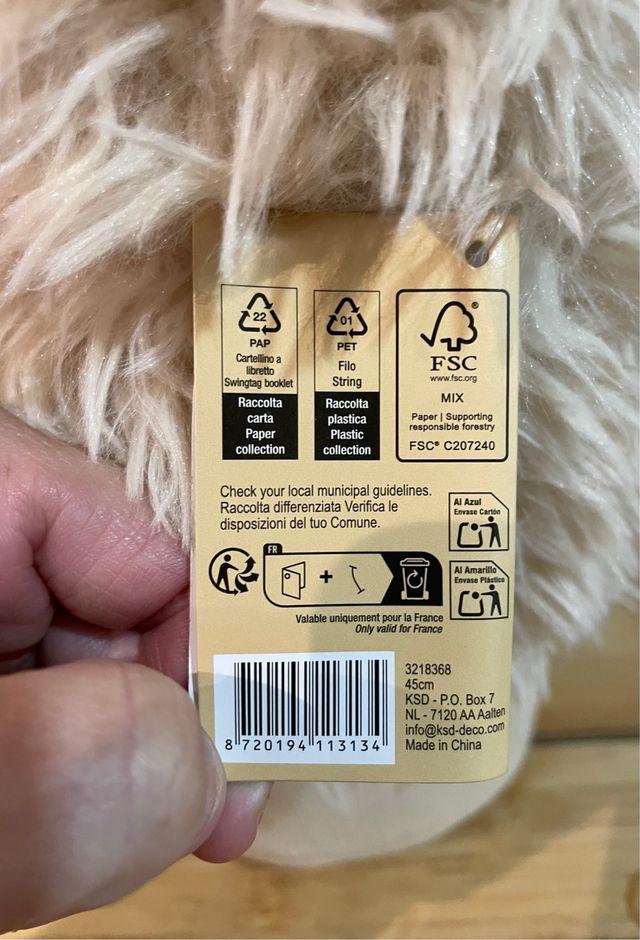 22
PAP
Cartellino a
libretto
Swingtag booklet
Raccolta
carta
Paper
collection
01
PET
Filo
String
Raccolta
plastica
Plastic
collection
®
FSC
www.fsc.org
MIX
Paper | Supporting
responsible forestry
FSC® C207240
Check your local municipal guidelines.
Raccolta differenziata Verifica le
disposizioni del tuo Comune.
Al Azul
Envase Cartón
Al Amarillo
Envase Plástico
FR
+
Valable uniquement pour la France
Only valid for France
8 720194 113134
3218368
45cm
KSD - P.O. Box 7
NL - 7120 AA Aalten
info@ksd-deco.com
Made in China